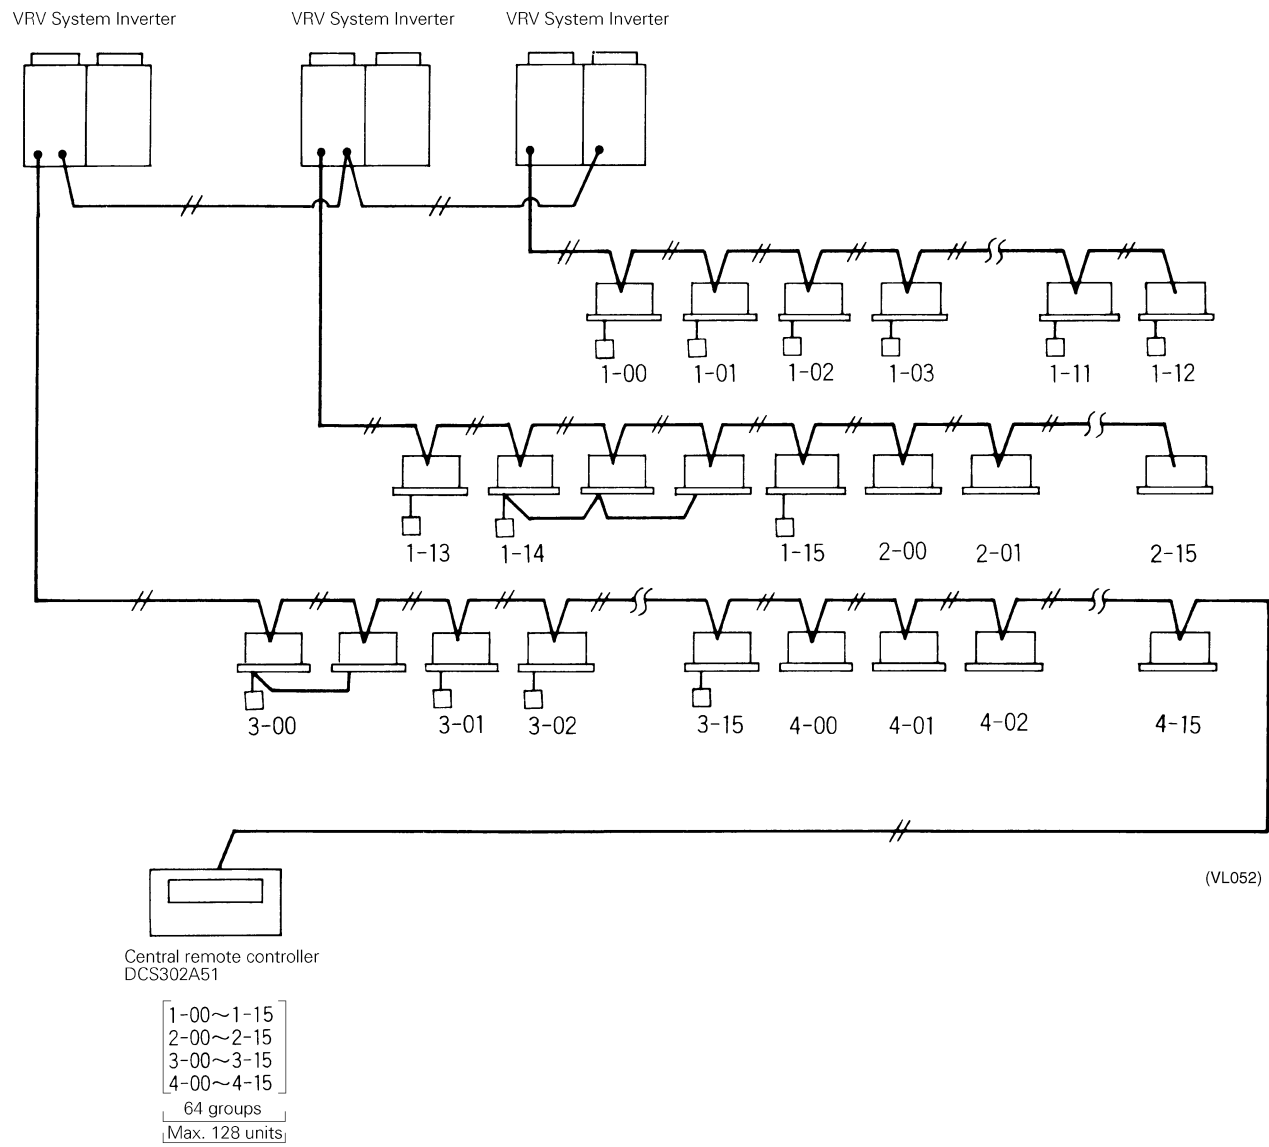 VRV System Inverter VRV System Inverter VRV System Inverter
1-00 1-01 1-02 1-03 1-11 1-12
1-13 1-14 1-15 2-00 2-01 2-15
3-00 3-01 3-02 3-15 4-00 4-01 4-02 4-15
(VL052)
Central remote controller
DCS302A51
1-00~1-15
2-00~2-15
3-00~3-15
4-00~4-15
64 groups
Max. 128 units